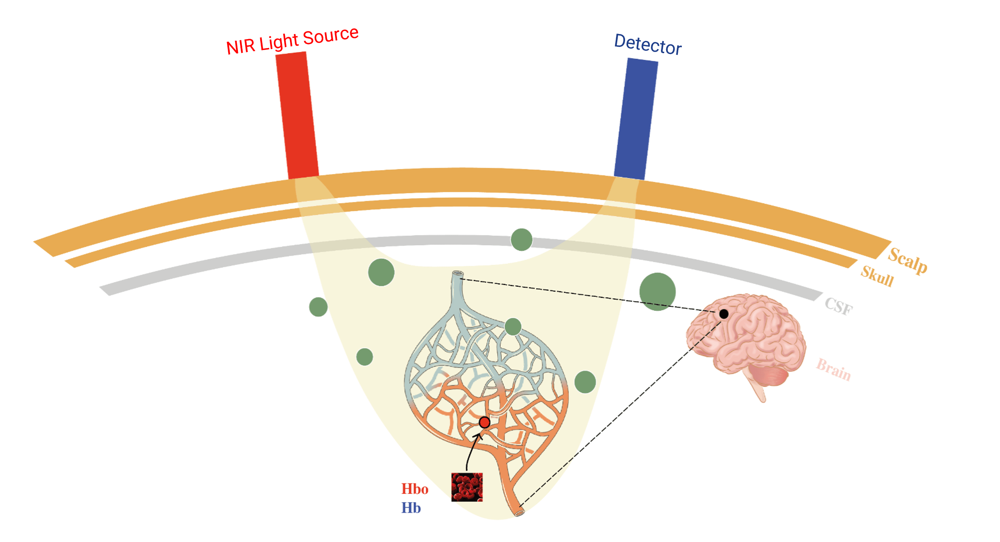 NIR Light Source
Detector
Scalp
Skull
CSF
Brain
Hbo
Hb